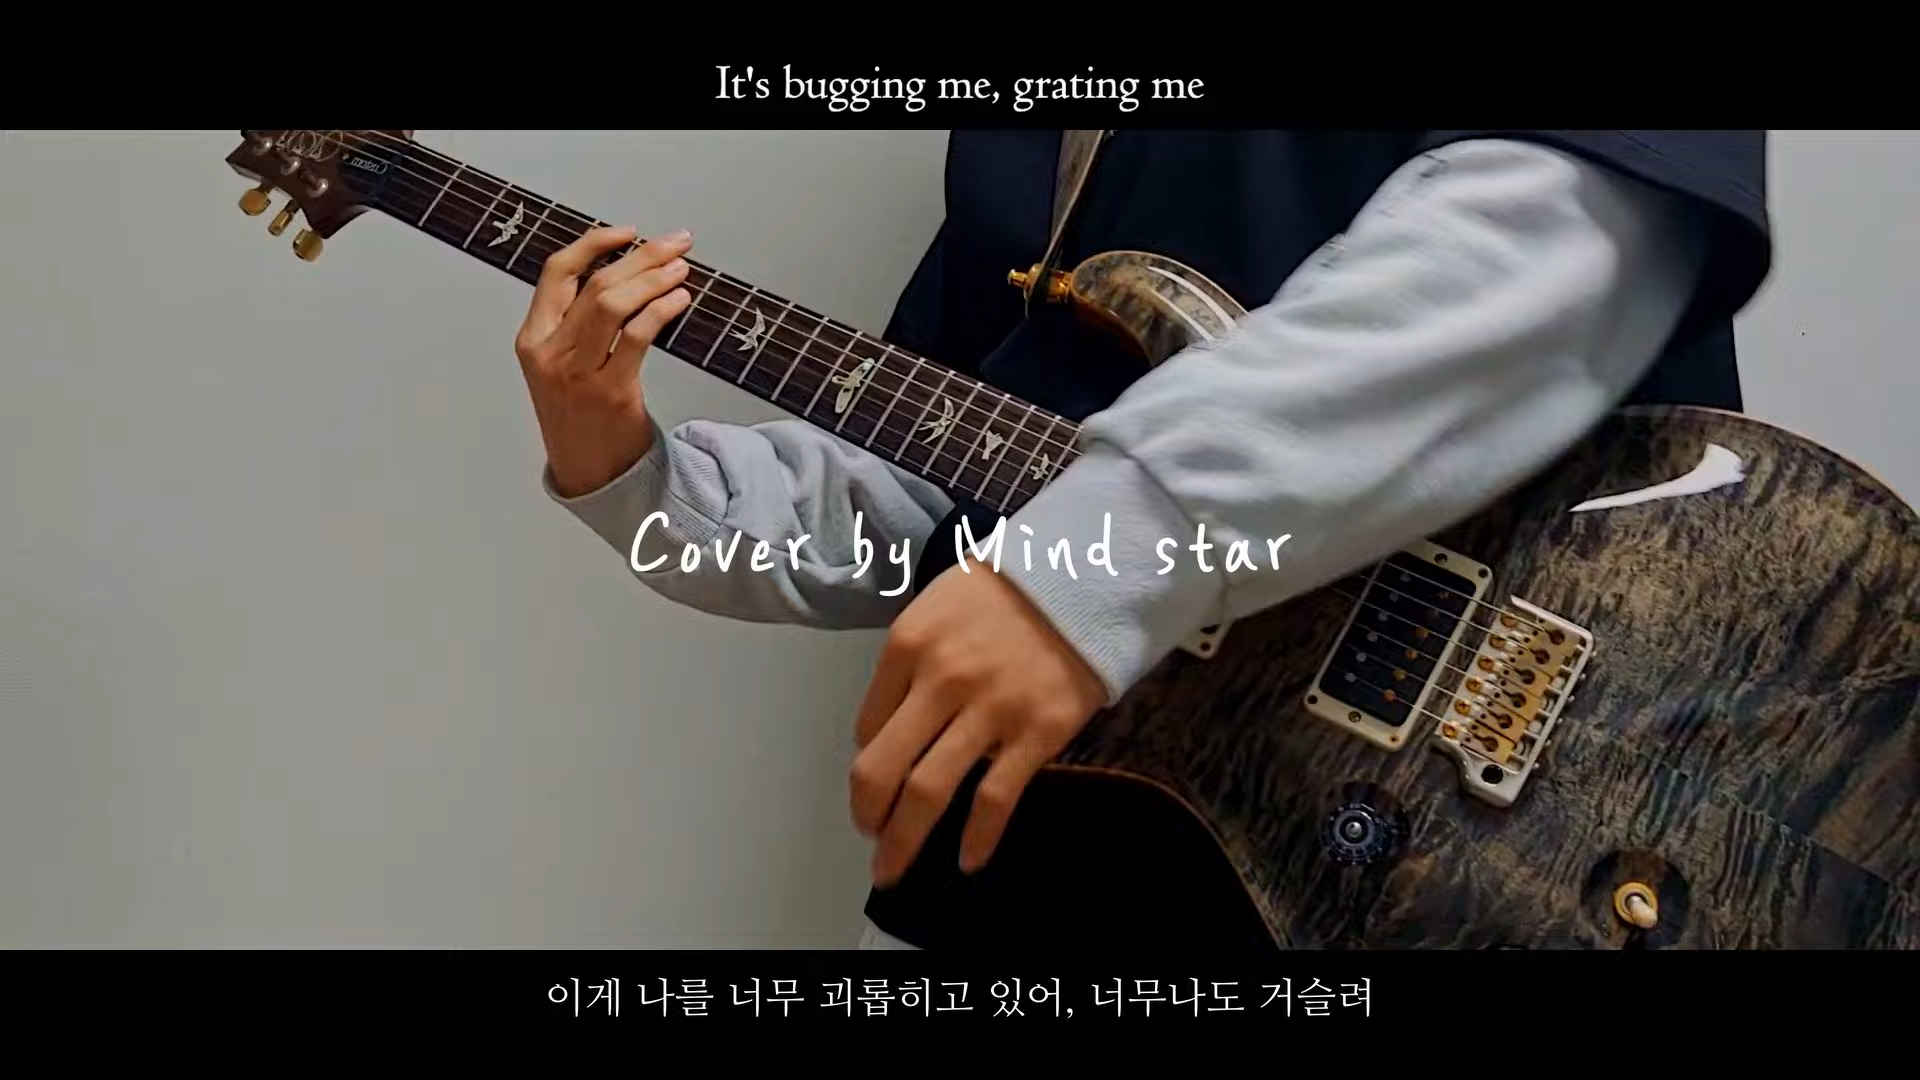 It's bugging me, grating me
Cover by Mind star
이게 나를 너무 괴롭히고 있어, 너무나도 거슬려